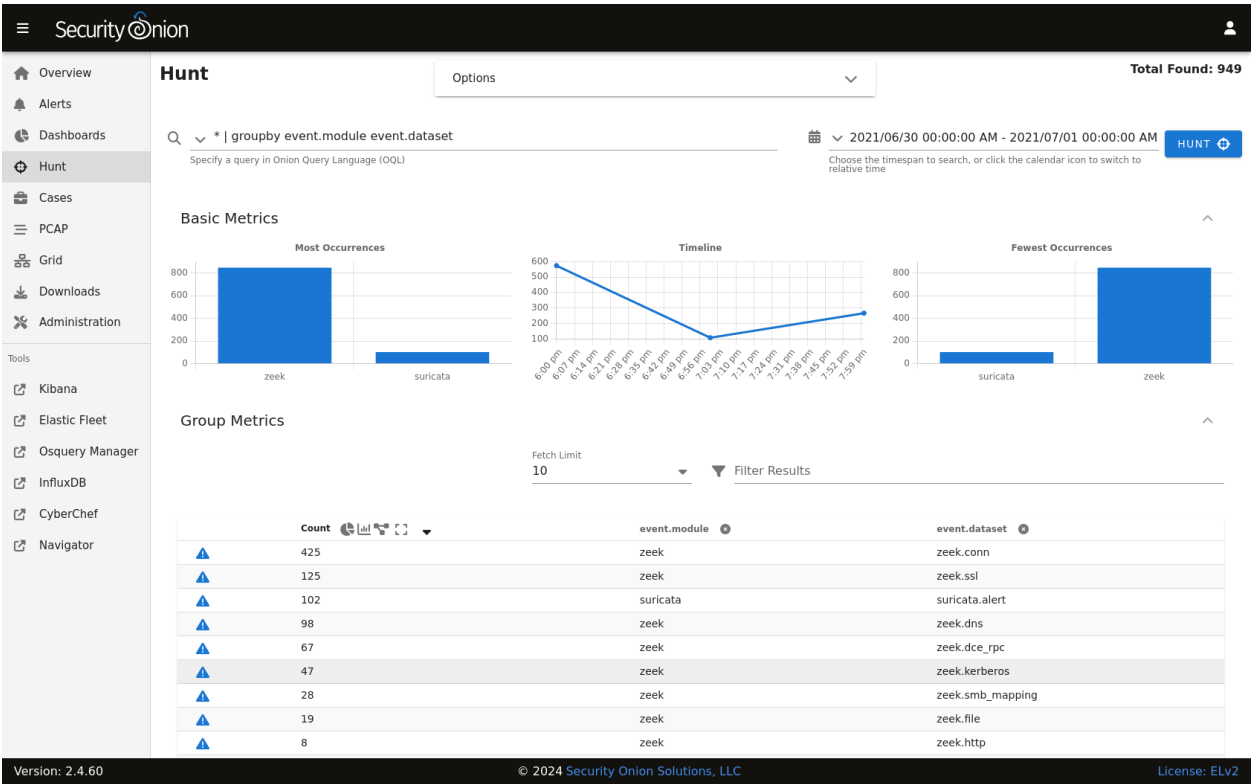 Security Onion
Overview
Alerts
Dashboards
Hunt
Cases
PCAP
Grid
Downloads
Administration
Tools
Kibana
Elastic Fleet
Osquery Manager
InfluxDB
CyberChef
Navigator
Hunt
Options
Total Found: 949
* | groupby event.module event.dataset
Specify a query in Onion Query Language (OQL)
2021/06/30 00:00:00 AM - 2021/07/01 00:00:00 AM
Choose the timespan to search, or click the calendar icon to switch to
relative time
HUNT
Basic Metrics
Most Occurrences
800
600
400
200
0
zeek suricata
Timeline
600
500
400
300
200
100
6:00 pm 6:07 pm 6:14 pm 6:21 pm 6:28 pm 6:35 pm 6:42 pm 6:49 pm 6:56 pm 7:03 pm 7:10 pm 7:17 pm 7:24 pm 7:31 pm 7:38 pm 7:45 pm 7:52 pm 7:59 pm
Fewest Occurrences
800
600
400
200
0
suricata zeek
Group Metrics
Fetch Limit
10
Filter Results
Count event.module event.dataset
425 zeek zeek.conn
125 zeek zeek.ssl
102 suricata suricata.alert
98 zeek zeek.dns
67 zeek zeek.dce_rpc
47 zeek zeek.kerberos
28 zeek zeek.smb_mapping
19 zeek zeek.file
8 zeek zeek.http
Version: 2.4.60
© 2024 Security Onion Solutions, LLC
License: ELv2